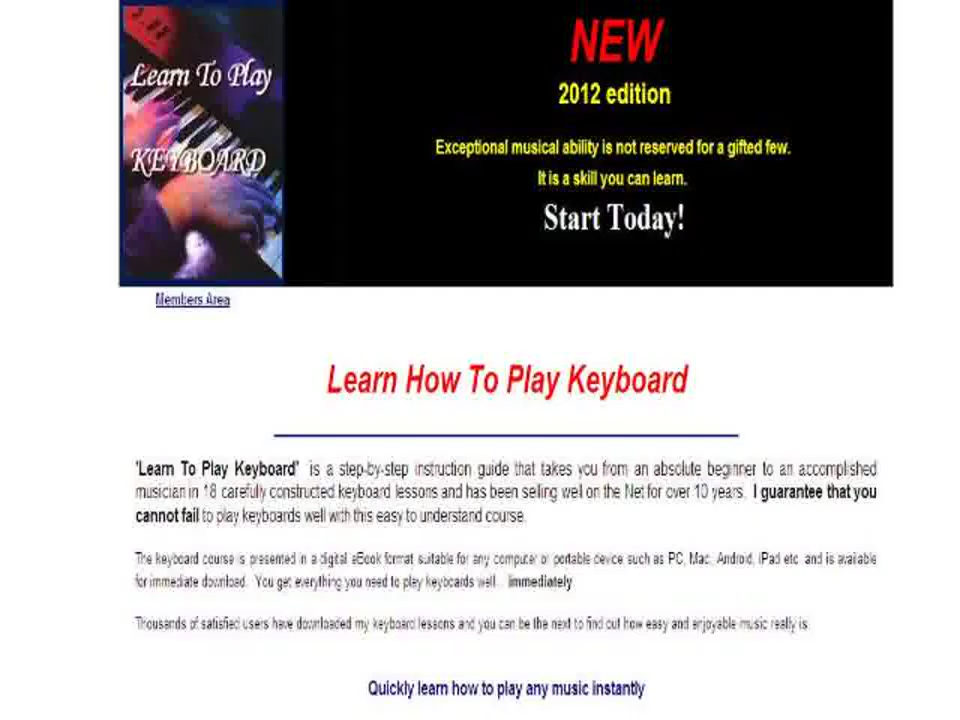 Learn To Play
KEYBOARD
NEW
2012 edition
Exceptional musical ability is not reserved for a gifted few.
It is a skill you can learn.
Start Today!
Members Area
Learn How To Play Keyboard
'Learn To Play Keyboard' is a step-by-step instruction guide that takes you from an absolute beginner to an accomplished
musician in 18 carefully constructed keyboard lessons and has been selling well on the Net for over 10 years. I guarantee that you
cannot fail to play keyboards well with this easy to understand course.
The keyboard course is presented in a digital eBook format suitable for any computer or portable device such as PC, Mac, Android, iPad etc. and is available
for immediate download. You get everything you need to play keyboards well... immediately
Thousands of satisfied users have downloaded my keyboard lessons and you can be the next to find out how easy and enjoyable music really is
Quickly learn how to play any music instantly